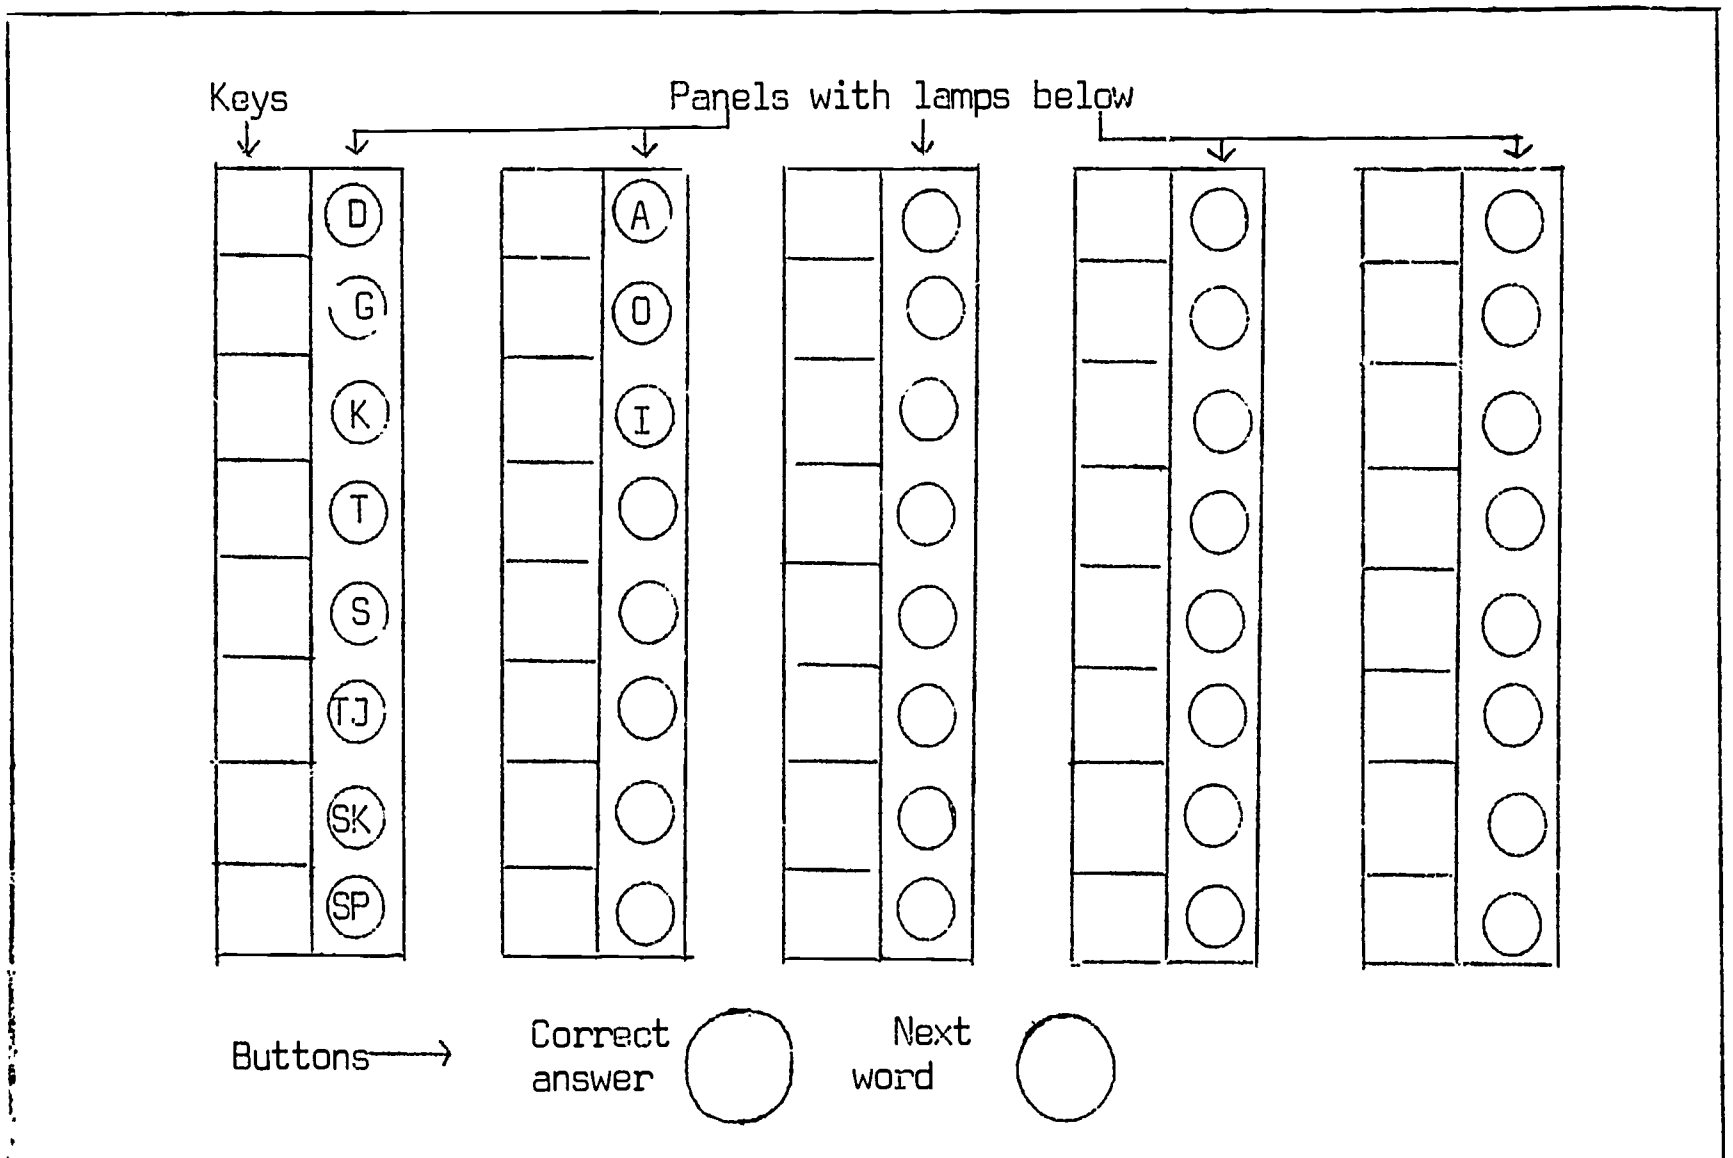 Keys
Panels with lamps below
D
G
K
T
S
TJ
SK
SP
A
O
I
Buttons
Correct
answer
Next
word